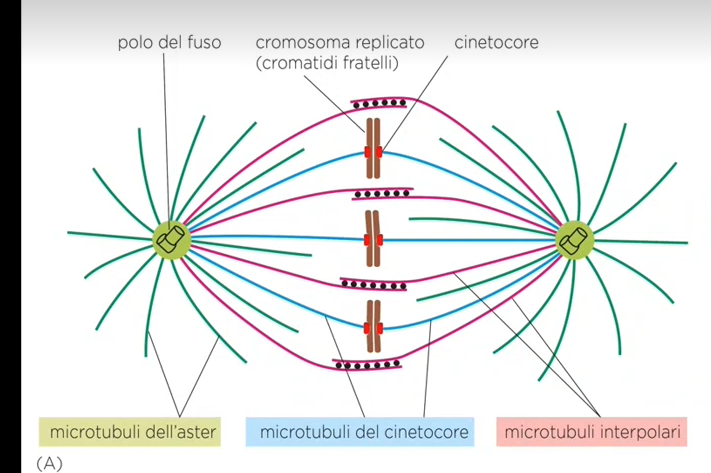 polo del fuso
cromosoma replicato
(cromatidi fratelli)
cinetocore
microtubuli dell'aster
microtubuli del cinetocore
microtubuli interpolari
(A)